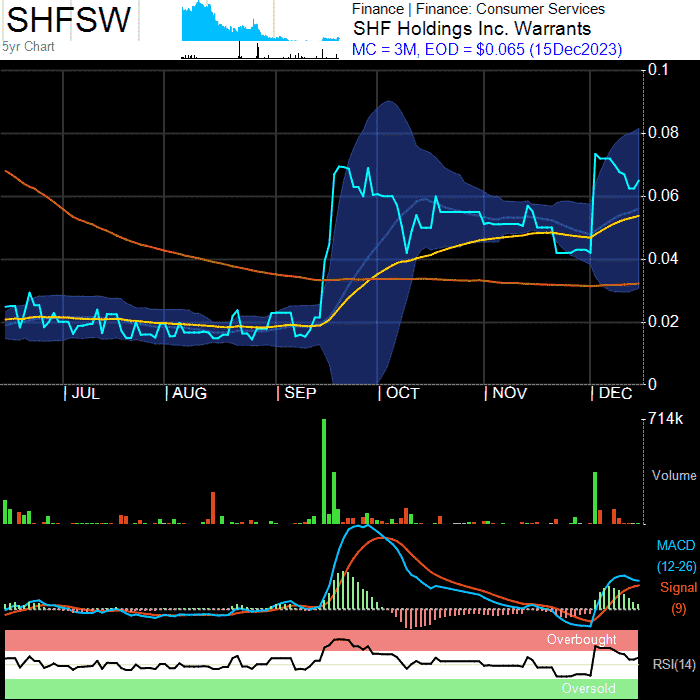 SHFSW
5yr Chart
Finance | Finance: Consumer Services
SHF Holdings Inc. Warrants
MC = 3M, EOD = $0.065 (15Dec2023)
0.1
0.08
0.06
0.04
0.02
0
| JUL | AUG | SEP | OCT | NOV | DEC
714k
Volume
MACD
(12-26)
Signal
(9)
Overbought
RSI(14)
Oversold